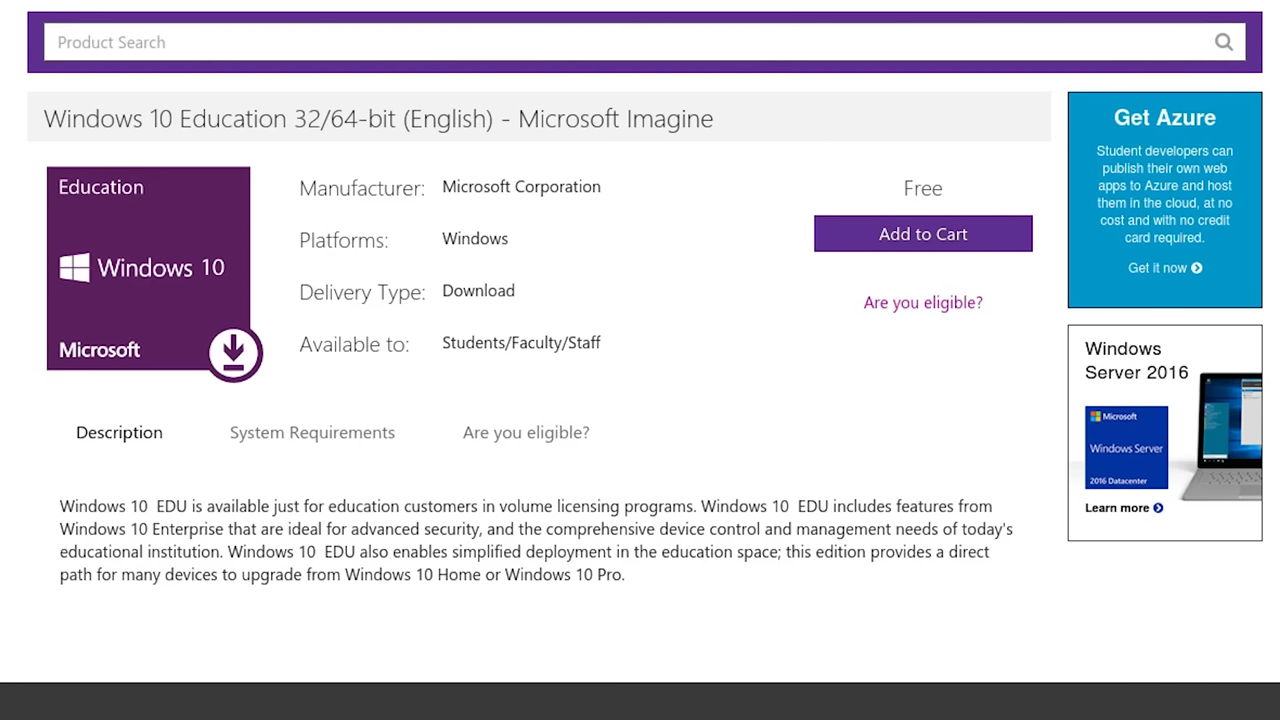 Product Search
Windows 10 Education 32/64-bit (English) - Microsoft Imagine
Education
Windows 10
Microsoft
Manufacturer: Microsoft Corporation
Platforms: Windows
Delivery Type: Download
Available to: Students/Faculty/Staff
Free
Add to Cart
Are you eligible?
Get Azure
Student developers can
publish their own web
apps to Azure and host
them in the cloud, at no
cost and with no credit
card required.
Get it now
Windows
Server 2016
Microsoft
Windows Server
2016 Datacenter
Learn more
Description System Requirements Are you eligible?
Windows 10 EDU is available just for education customers in volume licensing programs. Windows 10 EDU includes features from
Windows 10 Enterprise that are ideal for advanced security, and the comprehensive device control and management needs of today's
educational institution. Windows 10 EDU also enables simplified deployment in the education space; this edition provides a direct
path for many devices to upgrade from Windows 10 Home or Windows 10 Pro.